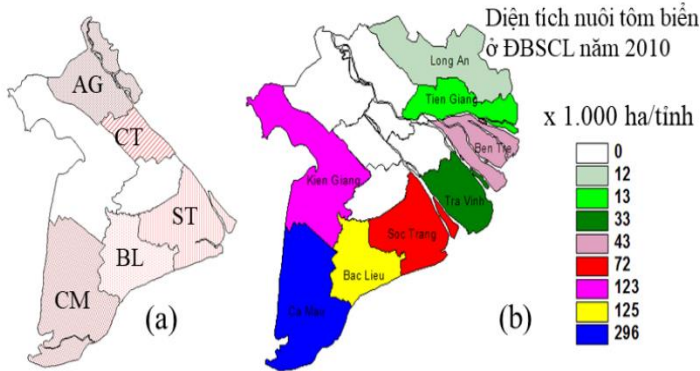 AG
CT
ST
BL
CM
(a)
Diện tích nuôi tôm biển
ở ĐBSCL năm 2010
Long An
Tien Giang
Ben Tre
Kien Giang
Tra Vinh
Soc Trang
Bac Lieu
Ca Mau
(b)
x 1.000 ha/tỉnh
0
12
13
33
43
72
123
125
296